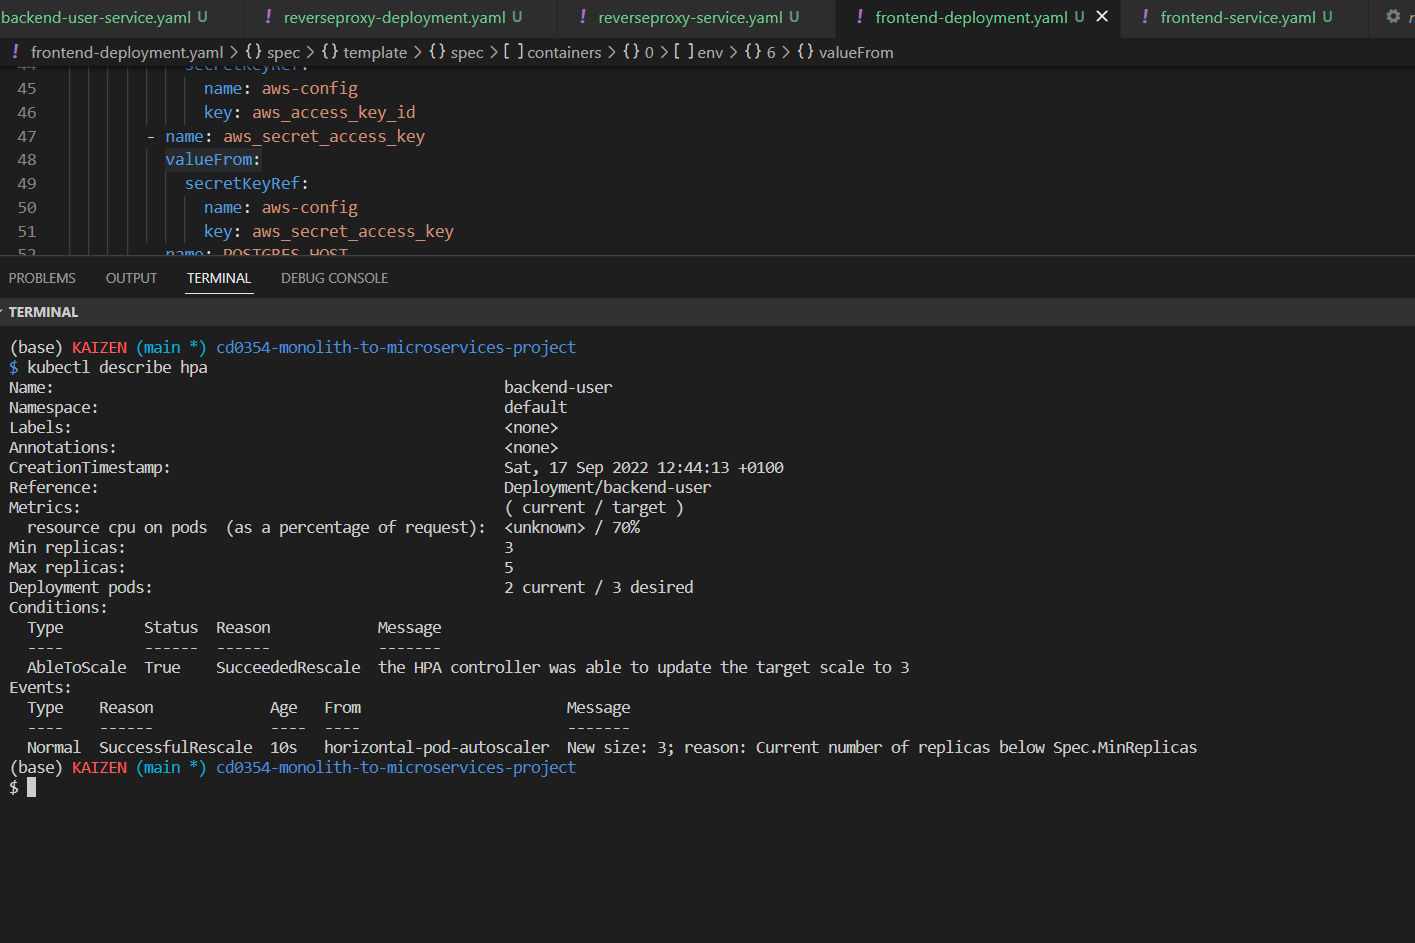 backend-user-service.yaml U ! reverseproxy-deployment.yaml U ! reverseproxy-service.yaml U ! frontend-deployment.yaml U ! frontend-service.yaml U
! frontend-deployment.yaml > {} spec > {} template > {} spec > [ ] containers > {} 0 > [ ] env > {} 6 > {} valueFrom
44 secretKeyRef:
45 name: aws-config
46 key: aws_access_key_id
47 - name: aws_secret_access_key
48 valueFrom:
49 secretKeyRef:
50 name: aws-config
51 key: aws_secret_access_key
52 name: POSTGRES_HOST
PROBLEMS OUTPUT TERMINAL DEBUG CONSOLE
TERMINAL
(base) KAIZEN (main *) cd0354-monolith-to-microservices-project
$ kubectl describe hpa
Name: backend-user
Namespace: default
Labels: <none>
Annotations: <none>
CreationTimestamp: Sat, 17 Sep 2022 12:44:13 +0100
Reference: Deployment/backend-user
Metrics: ( current / target )
resource cpu on pods (as a percentage of request): <unknown> / 70%
Min replicas: 3
Max replicas: 5
Deployment pods: 2 current / 3 desired
Conditions:
Type Status Reason Message
---- ------ ------ -------
AbleToScale True SucceededRescale the HPA controller was able to update the target scale to 3
Events:
Type Reason Age From Message
---- ------ ---- ---- -------
Normal SuccessfulRescale 10s horizontal-pod-autoscaler New size: 3; reason: Current number of replicas below Spec.MinReplicas
(base) KAIZEN (main *) cd0354-monolith-to-microservices-project
$